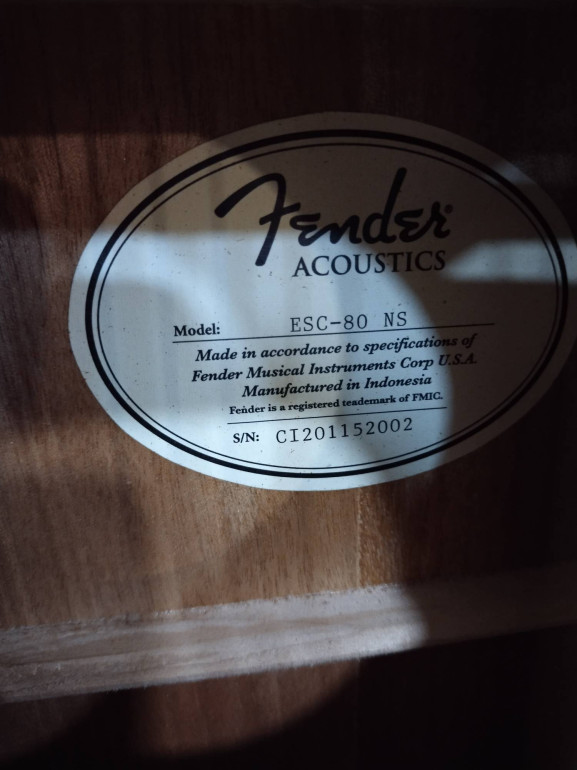 Fender®
ACOUSTICS
Model: ESC-80 NS
Made in accordance to specifications of
Fender Musical Instruments Corp U.S.A.
Manufactured in Indonesia
Fender is a registered teademark of FMIC.
S/N: CI201152002